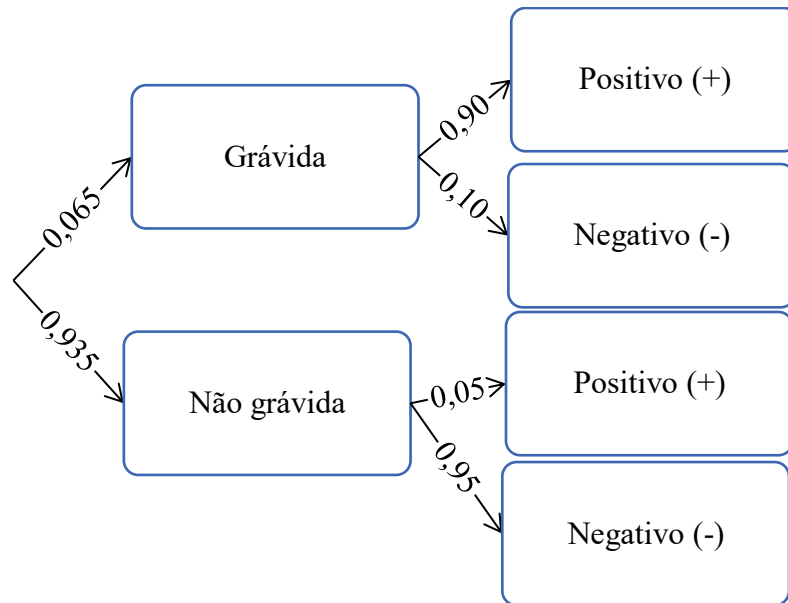 Positivo (+)
0,90
Grávida
0,10
Negativo (-)
0,065
0,935
Positivo (+)
0,05
Não grávida
0,95
Negativo (-)